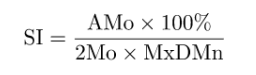 SI = AMo × 100% / 2Mo × MxDMn